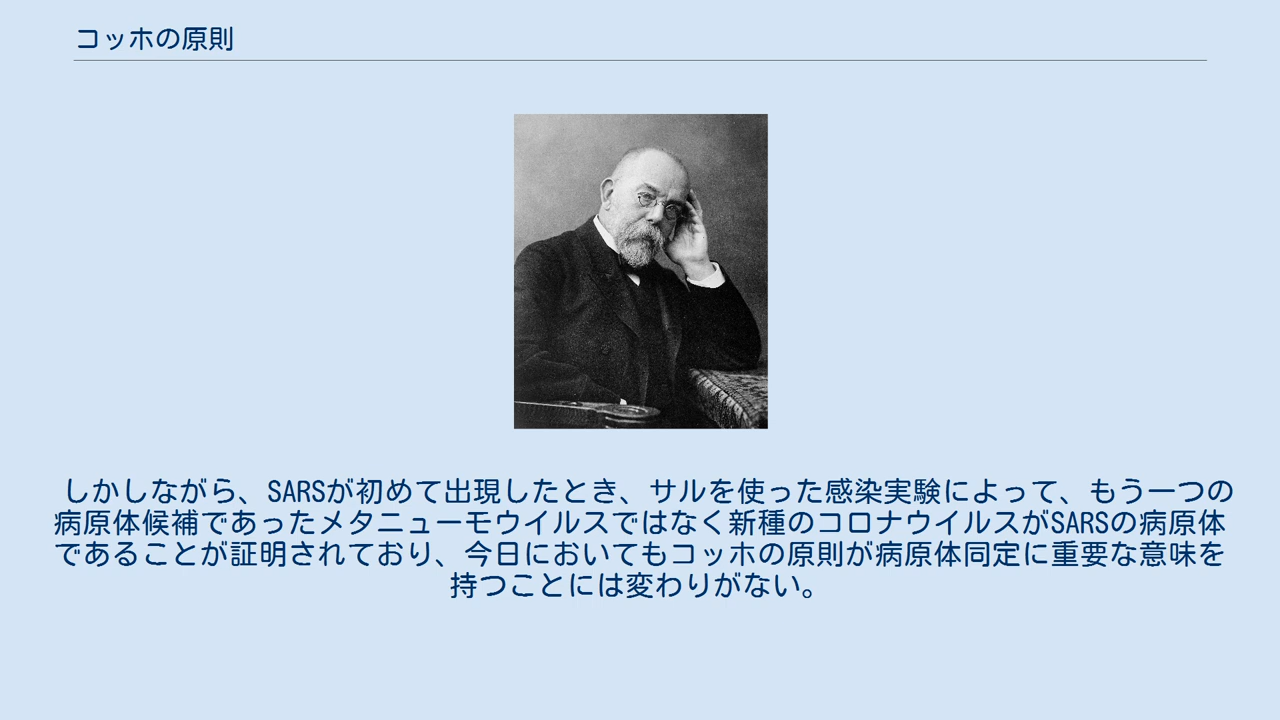 コッホの原則
しかしながら、SARSが初めて出現したとき、サルを使った感染実験によって、もう一つの
病原体候補であったメタニューモウイルスではなく新種のコロナウイルスがSARSの病原体
であることが証明されており、今日においてもコッホの原則が病原体同定に重要な意味を
持つことには変わりがない。